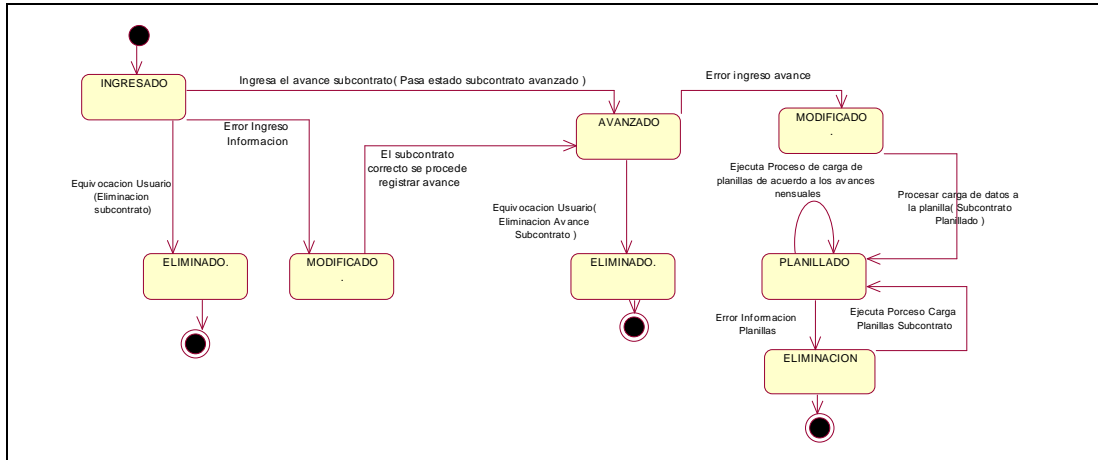 INGRESADO
Ingresa el avance subcontrato( Pasa estado subcontrato avanzado )
Error ingreso avance
Error Ingreso
Informacion
AVANZADO
MODIFICADO
.
El subcontrato
correcto se procede
registrar avance
Ejecuta Proceso de carga de
planillas de acuerdo a los avances
nensuales
Equivocacion Usuario
(Eliminacion
subcontrato)
Equivocacion Usuario(
Eliminacion Avance
Subcontrato )
Procesar carga de datos a
la planilla( Subcontrato
Planillado )
ELIMINADO.
MODIFICADO
.
ELIMINADO.
PLANILLADO
Error Informacion
Planillas
Ejecuta Porceso Carga
Planillas Subcontrato
ELIMINACION